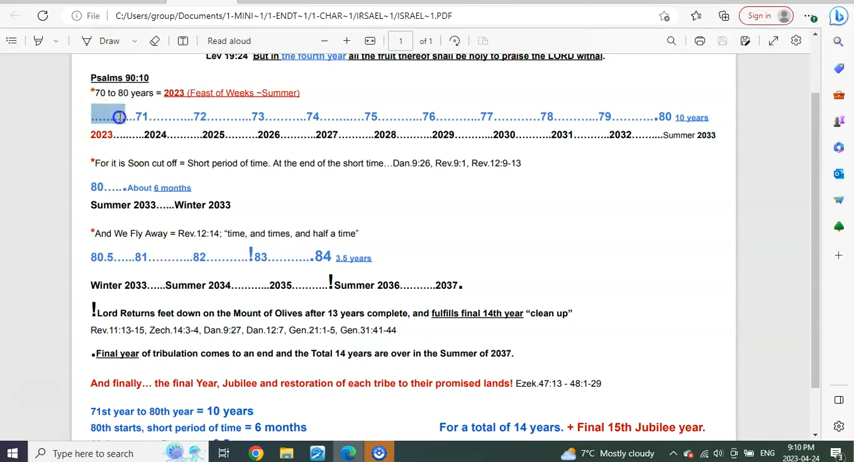 File
C:/Users/group/Documents/1-MINI~1/1-ENDT~1/1-CHAR~1/IRSAEL~1/ISRAEL~1.PDF
Sign in
Draw
Read aloud
1 of 1
Lev 19:24 But in the fourth year all the fruit thereof shall be holy to praise the LORD withal.
Psalms 90:10
*70 to 80 years = 2023 (Feast of Weeks ~Summer)
71...........72...........73...........74...........75...........76...........77...........78...........79...........80 10 years
2023.........2024.........2025.........2026.........2027.........2028.........2029.........2030.........2031.........2032.........Summer 2033
*For it is Soon cut off = Short period of time. At the end of the short time…Dan.9:26, Rev.9:1, Rev.12:9-13
80......About 6 months
Summer 2033…..Winter 2033
*And We Fly Away = Rev.12:14; “time, and times, and half a time”
80.5......81...........82...........!83............84 3.5 years
Winter 2033…..Summer 2034……….2035……….!Summer 2036……….2037.
!Lord Returns feet down on the Mount of Olives after 13 years complete, and fulfills final 14th year “clean up”
Rev.11:13-15, Zech.14:3-4, Dan.9:27, Dan.12:7, Gen.21:1-5, Gen.31:41-44
.Final year of tribulation comes to an end and the Total 14 years are over in the Summer of 2037.
And finally… the final Year, Jubilee and restoration of each tribe to their promised lands! Ezek.47:13 - 48:1-29
71st year to 80th year = 10 years
80th starts, short period of time = 6 months
For a total of 14 years. + Final 15th Jubilee year.
Type here to search
7°C Mostly cloudy
ENG
9:10 PM
2023-04-24